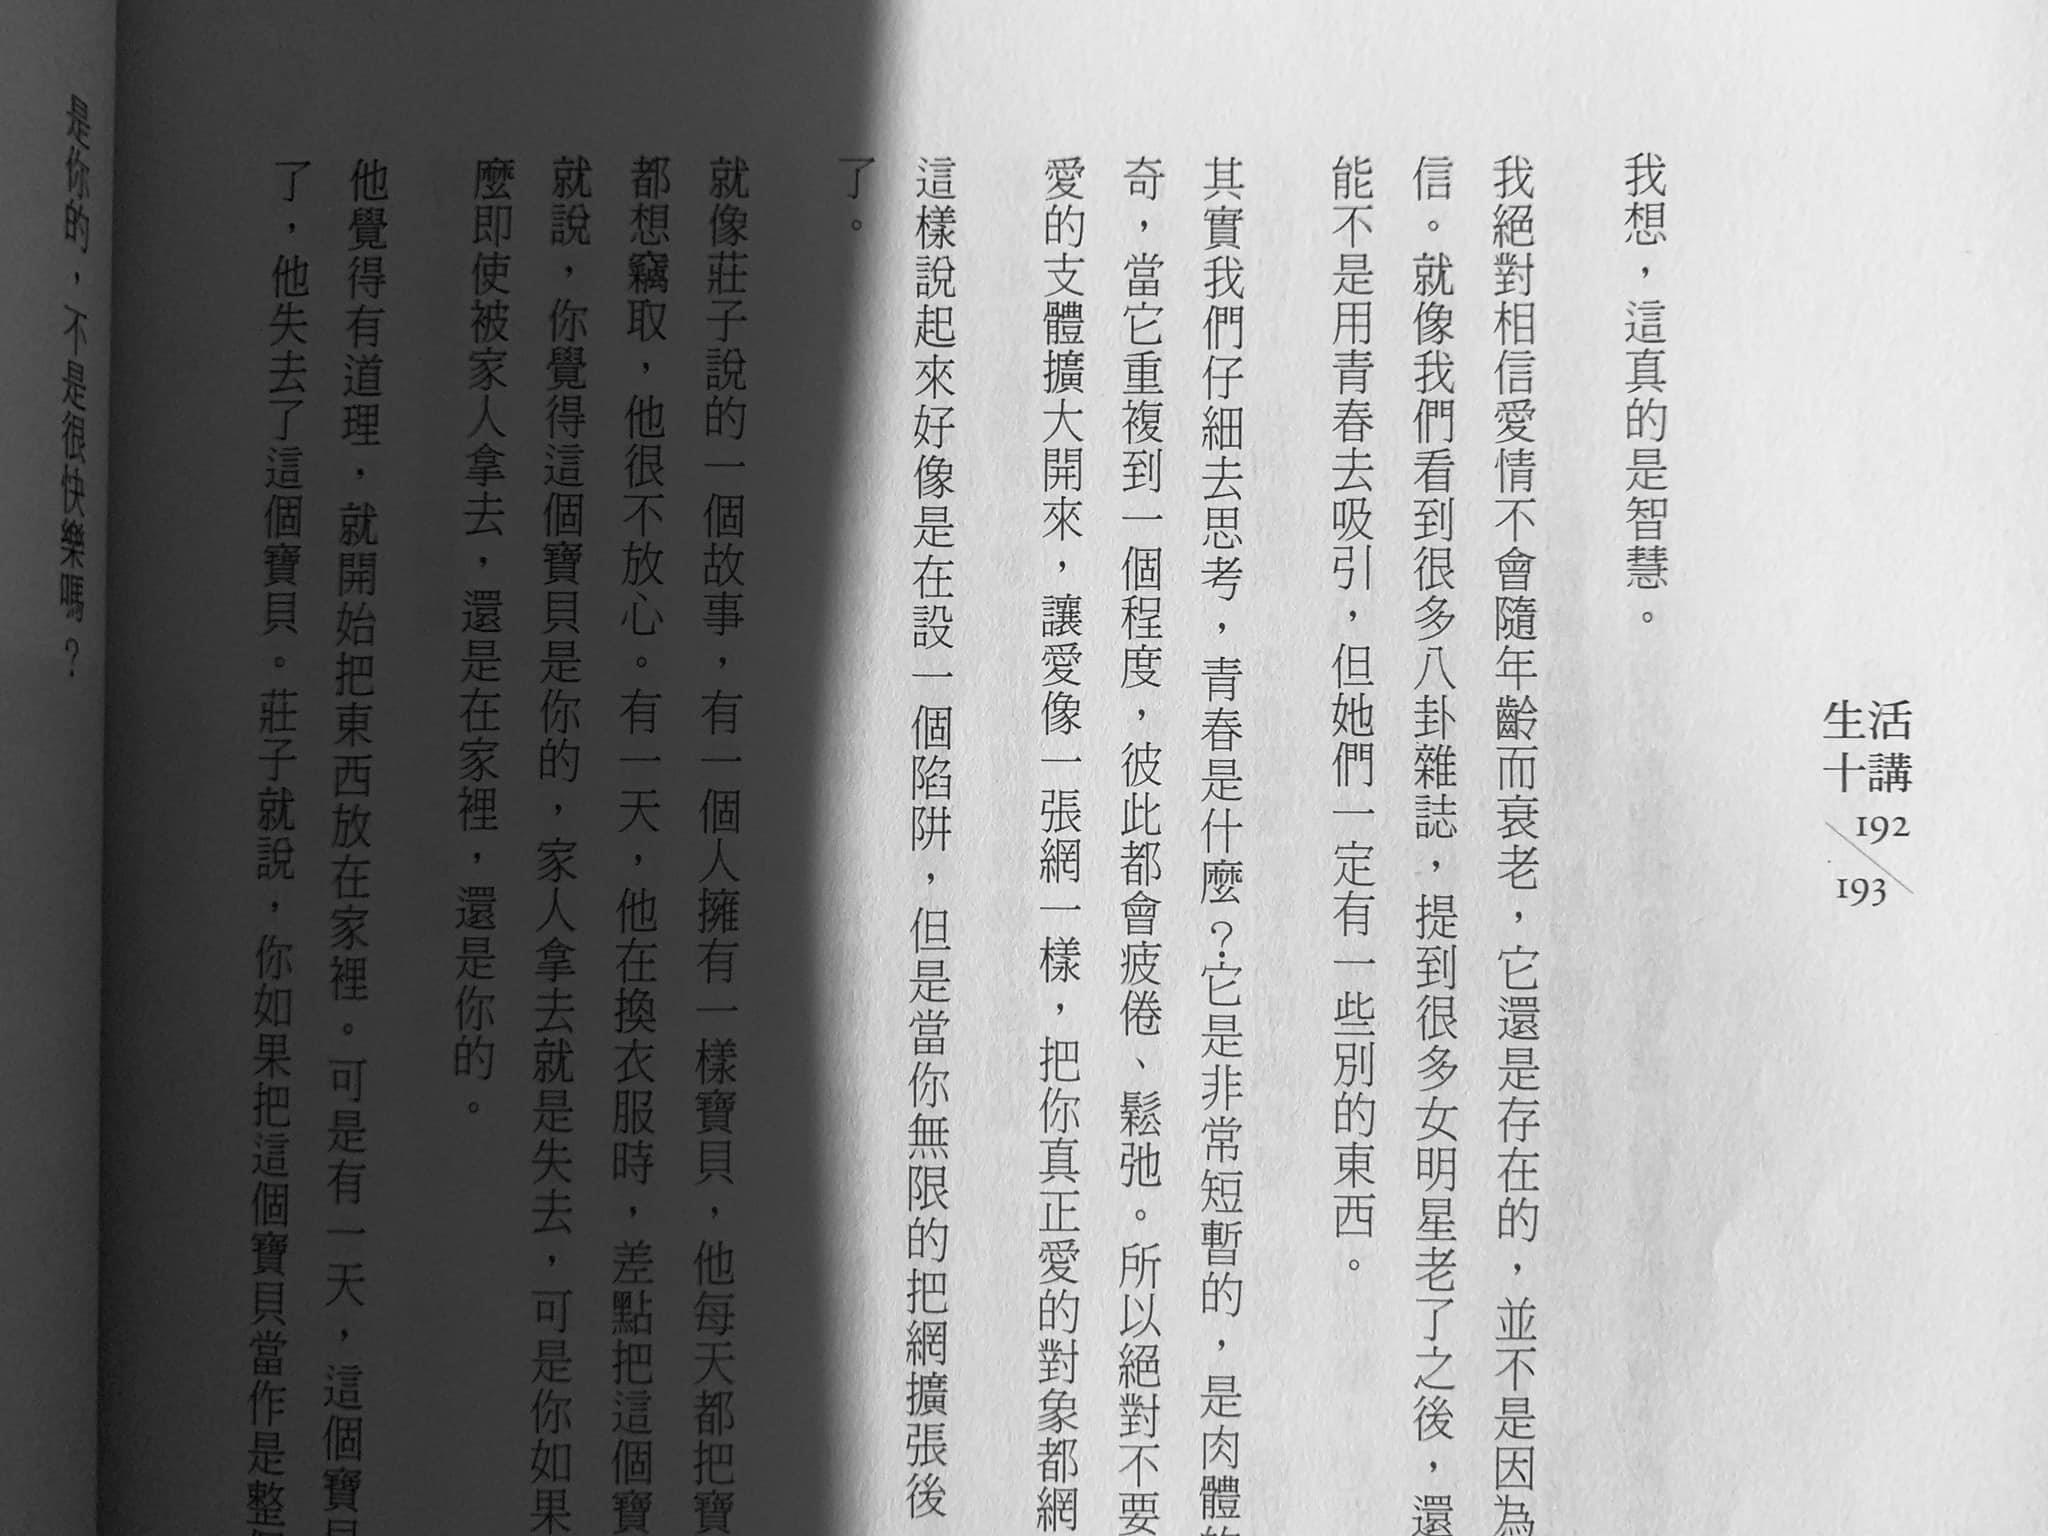 生活
十講
192
193
我想，這真的是智慧。
我絕對相信愛情不會隨年齡而衰老，它還是存在的，並不是因為
信。就像我們看到很多八卦雜誌，提到很多女明星老了之後，還
能不是用青春去吸引，但她們一定有一些別的東西。
其實我們仔細去思考，青春是什麼？它是非常短暫的，是肉體的
奇，當它重複到一個程度，彼此都會疲倦、鬆弛。所以絕對不要
愛的支體擴大開來，讓愛像一張網一樣，把你真正愛的對象都網
這樣說起來好像是在設一個陷阱，但是當你無限的把網擴張後
了。
就像莊子說的一個故事，有一個人擁有一樣寶貝，他每天都把寶
都想竊取，他很不放心。有一天，他在換衣服時，差點把這個寶
就說，你覺得這個寶貝是你的，家人拿去就是失去，可是你如果
麼即使被家人拿去，還是在家裡，還是你的。
他覺得有道理，就開始把東西放在家裡。可是有一天，這個寶貝
了，他失去了這個寶貝。莊子就說，你如果把這個寶貝當作是整
是你的，不是很快樂嗎？